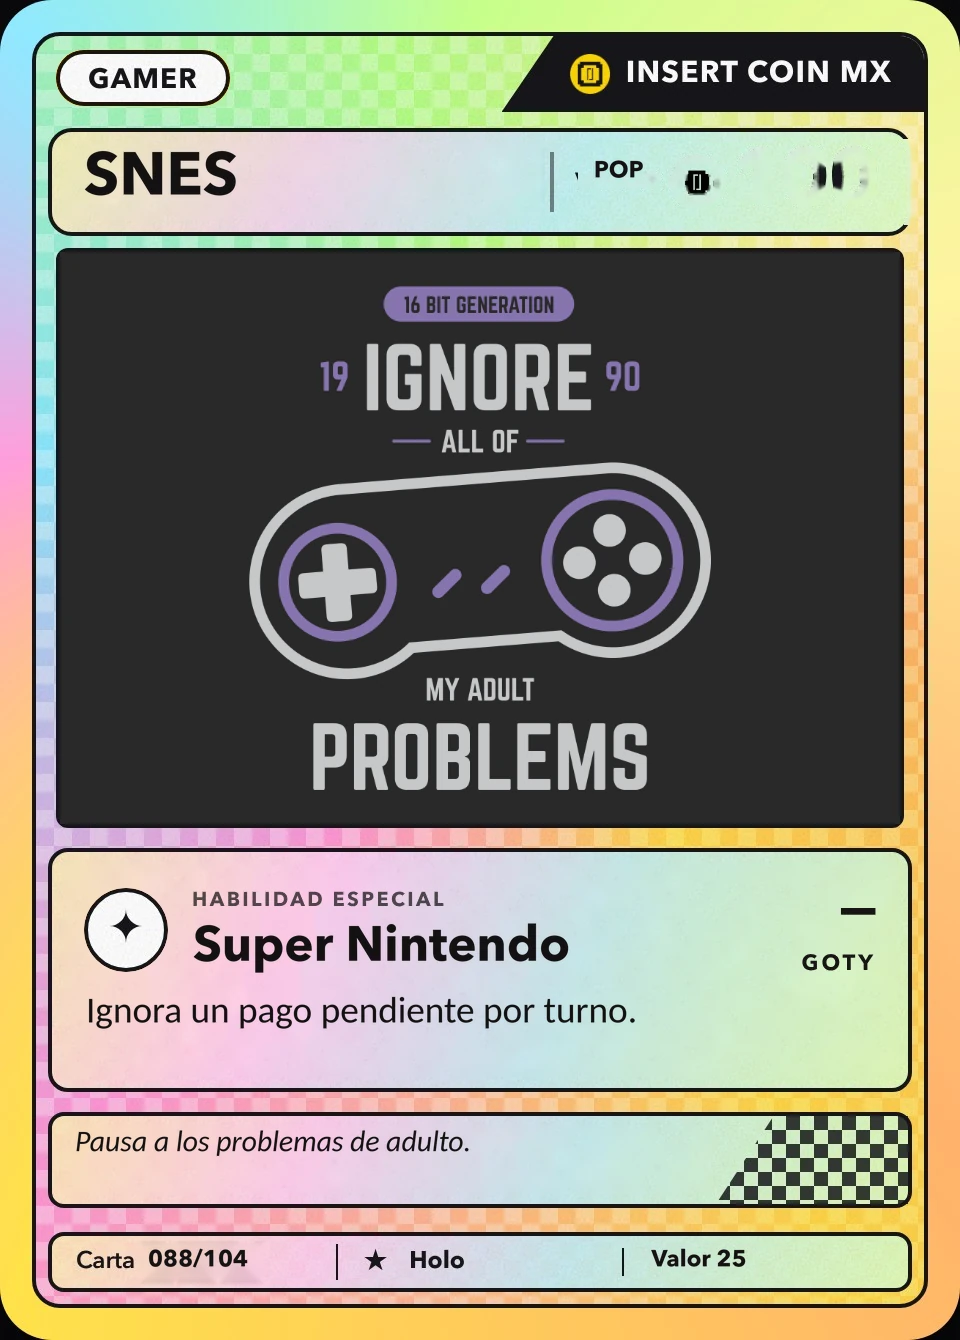 GAMER
INSERT COIN MX
SNES
POP
16 BIT GENERATION
19 IGNORE 90
ALL OF
MY ADULT
PROBLEMS
HABILIDAD ESPECIAL
Super Nintendo
GOTY
Ignora un pago pendiente por turno.
Pausa a los problemas de adulto.
Carta 088/104
★ Holo
Valor 25